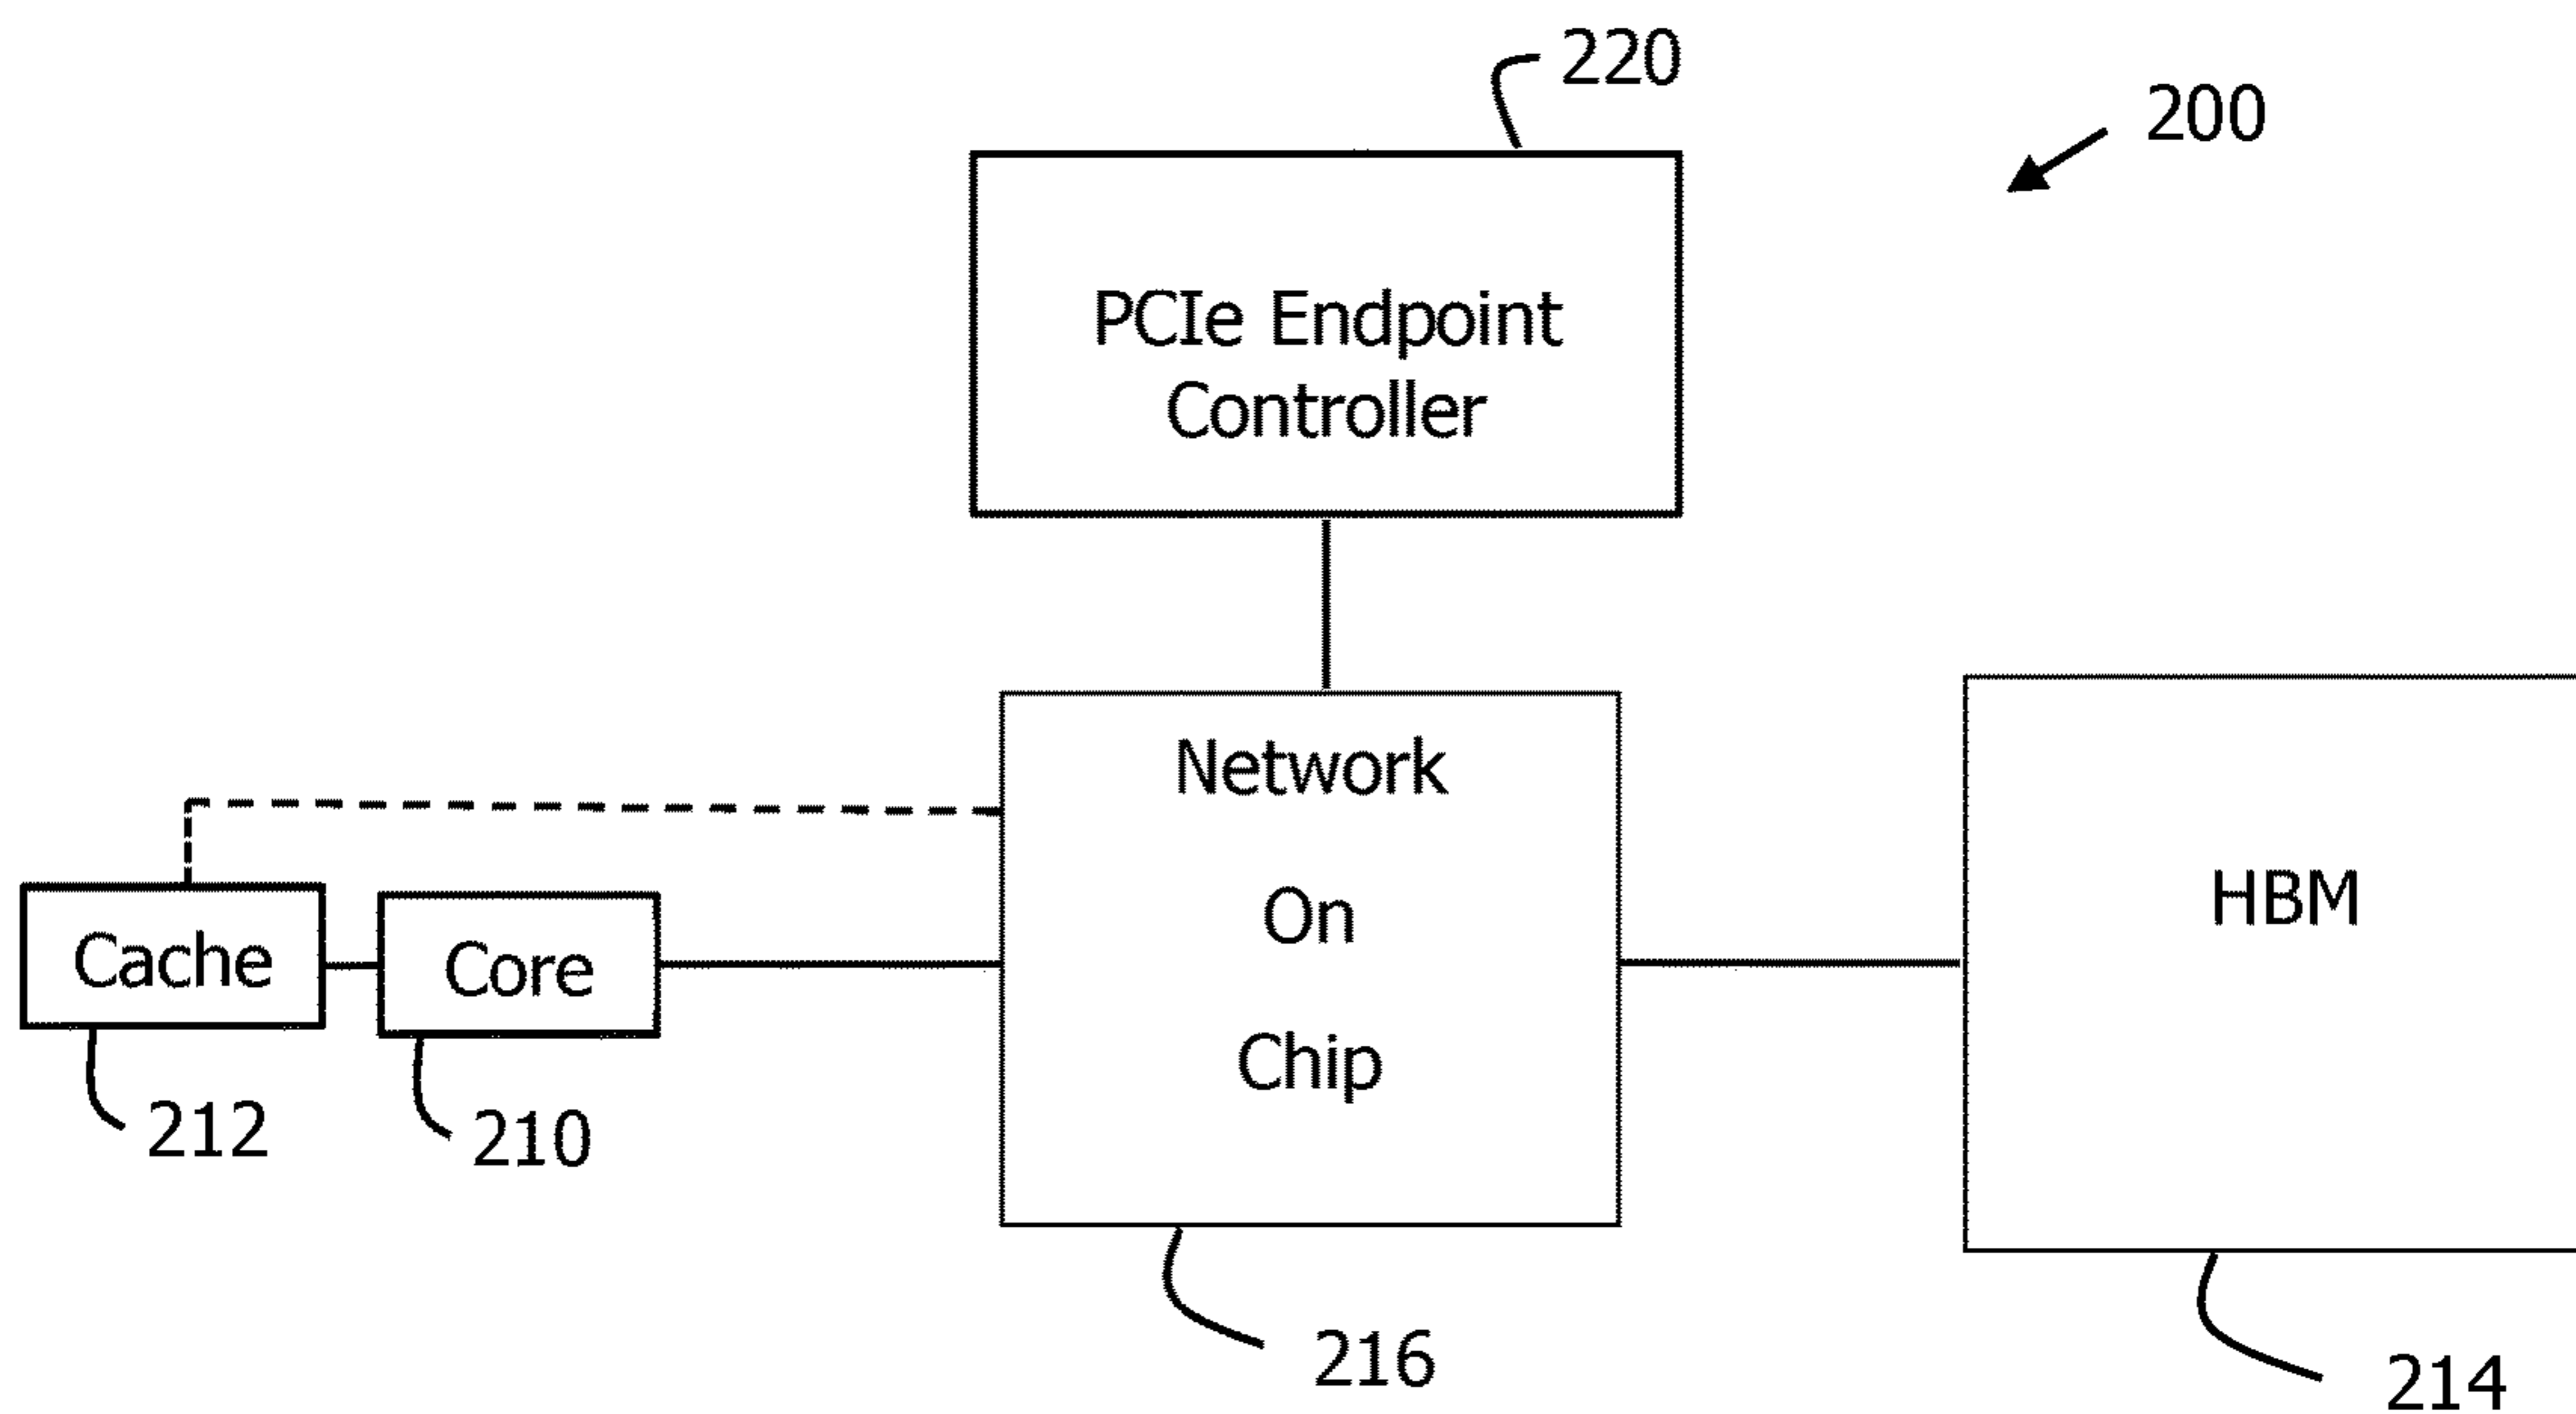 220
200
PCIe Endpoint
Controller
Network
On
Chip
HBM
Cache
Core
212
210
216
214